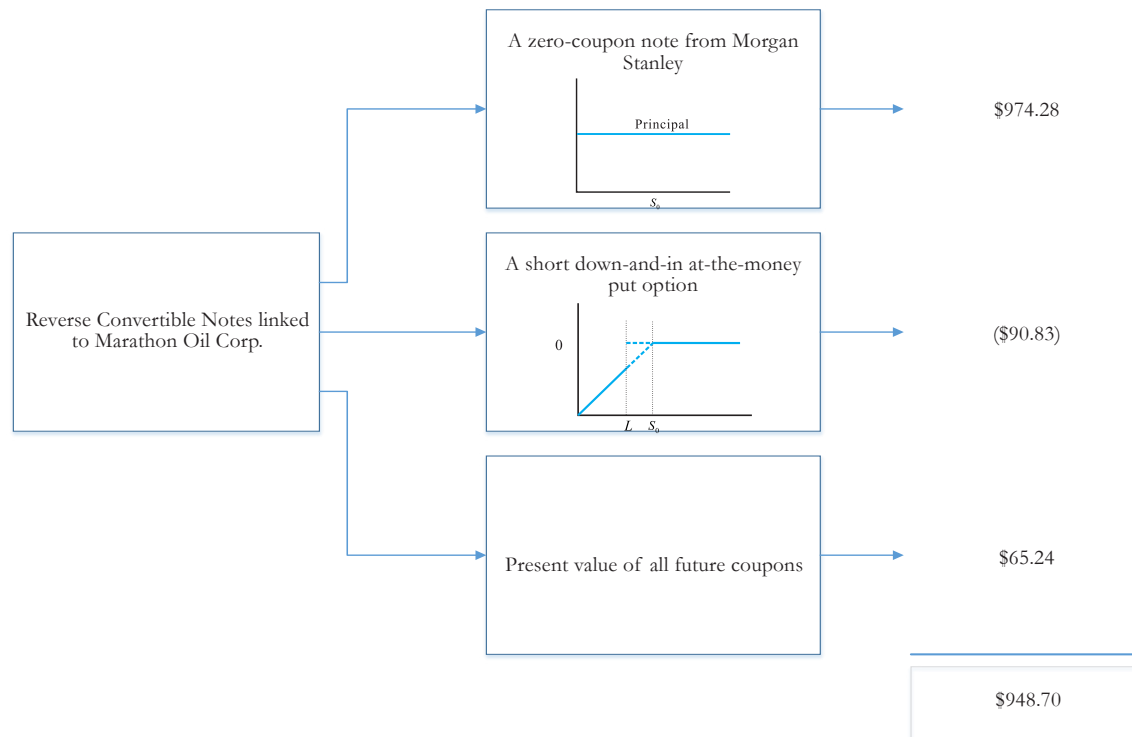 A zero-coupon note from Morgan
Stanley
Principal
S₀
$974.28
Reverse Convertible Notes linked
to Marathon Oil Corp.
A short down-and-in at-the-money
put option
0
L S₀
($90.83)
Present value of all future coupons
$65.24
$948.70